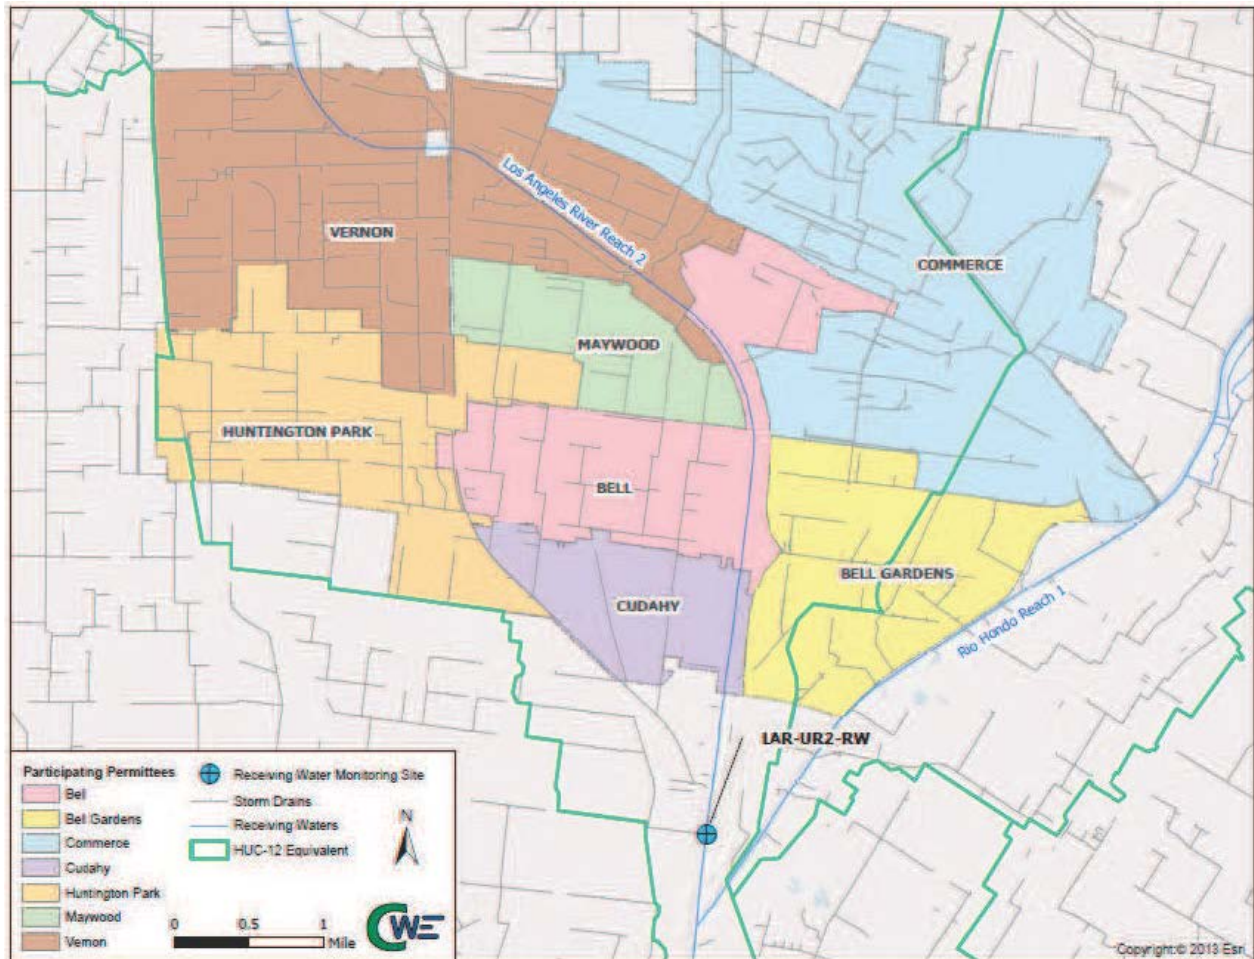 VERNON
Los Angeles River Reach 2
COMMERCE
MAYWOOD
HUNTINGTON PARK
BELL
BELL GARDENS
CUDAHY
Rio Hondo Reach 1
LAR-UR2-RW
Participating Permittees
Bell
Bell Gardens
Commerce
Cudahy
Huntington Park
Maywood
Vernon
Receiving Water Monitoring Site
Storm Drains
Receiving Waters
HUC-12 Equivalent
N
0 0.5 1
Mile
CWE
Copyright:© 2013 Esri